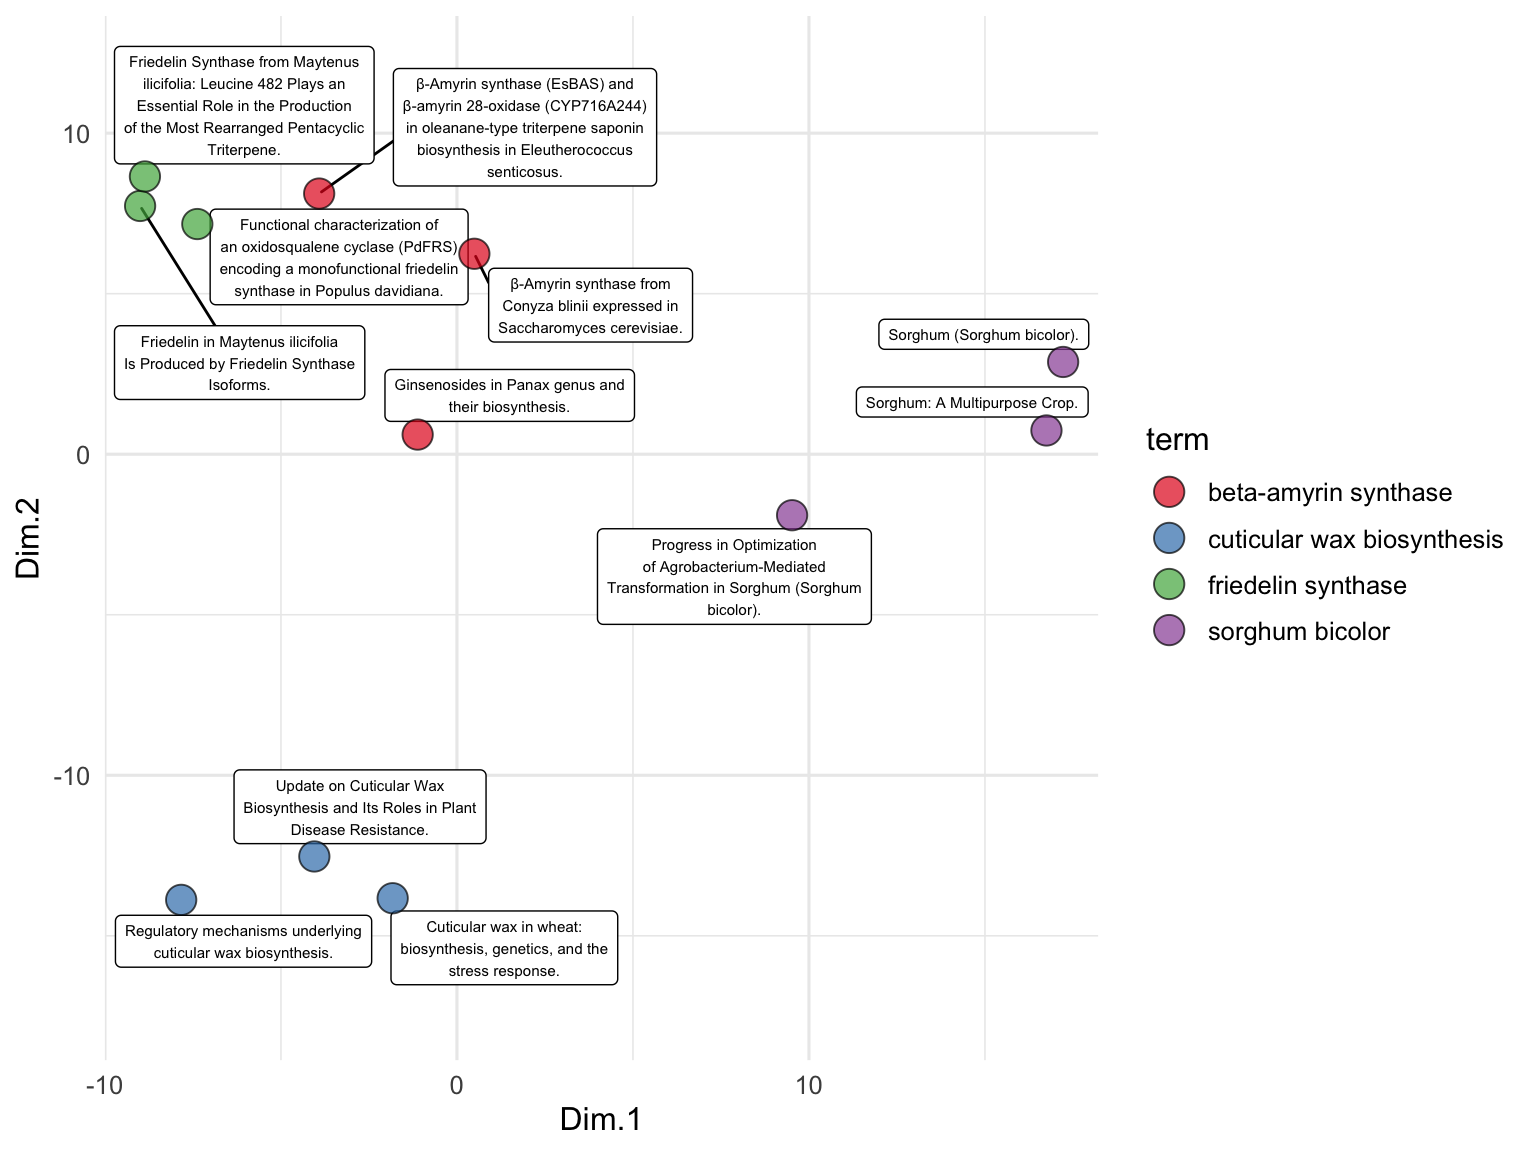 Friedelin Synthase from Maytenus
ilicifolia: Leucine 482 Plays an
Essential Role in the Production
of the Most Rearranged Pentacyclic
Triterpene.
β-Amyrin synthase (EsBAS) and
β-amyrin 28-oxidase (CYP716A244)
in oleanane-type triterpene saponin
biosynthesis in Eleutherococcus
senticosus.
Functional characterization of
an oxidosqualene cyclase (PdFRS)
encoding a monofunctional friedelin
synthase in Populus davidiana.
β-Amyrin synthase from
Conyza blinii expressed in
Saccharomyces cerevisiae.
Friedelin in Maytenus ilicifolia
Is Produced by Friedelin Synthase
Isoforms.
Ginsenosides in Panax genus and
their biosynthesis.
Sorghum (Sorghum bicolor).
Sorghum: A Multipurpose Crop.
Progress in Optimization
of Agrobacterium-Mediated
Transformation in Sorghum (Sorghum
bicolor).
Update on Cuticular Wax
Biosynthesis and Its Roles in Plant
Disease Resistance.
Regulatory mechanisms underlying
cuticular wax biosynthesis.
Cuticular wax in wheat:
biosynthesis, genetics, and the
stress response.
10
0
-10
Dim.2
-10
0
10
Dim.1
term
beta-amyrin synthase
cuticular wax biosynthesis
friedelin synthase
sorghum bicolor